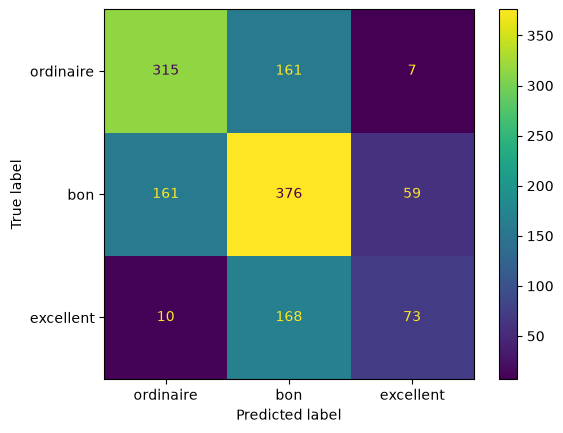 True label
ordinaire 315 161 7
bon 161 376 59
excellent 10 168 73
ordinaire bon excellent
Predicted label
350
300
250
200
150
100
50